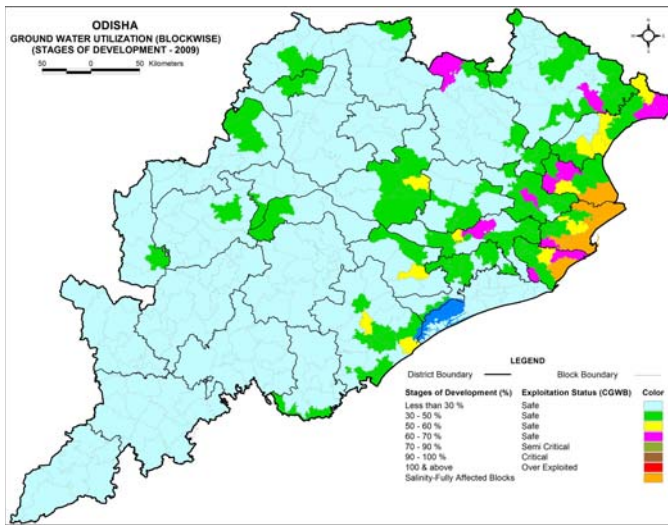 ODISHA
GROUND WATER UTILIZATION (BLOCKWISE)
(STAGES OF DEVELOPMENT - 2009)
50 0 50 Kilometers
LEGEND
District Boundary Block Boundary
Stages of Development (%) Exploitation Status (CGWB) Color
Less than 30 % Safe
30 - 50 % Safe
50 - 60 % Safe
60 - 70 % Safe
70 - 90 % Semi Critical
90 - 100 % Critical
100 & above Over Exploited
Salinity-Fully Affected Blocks